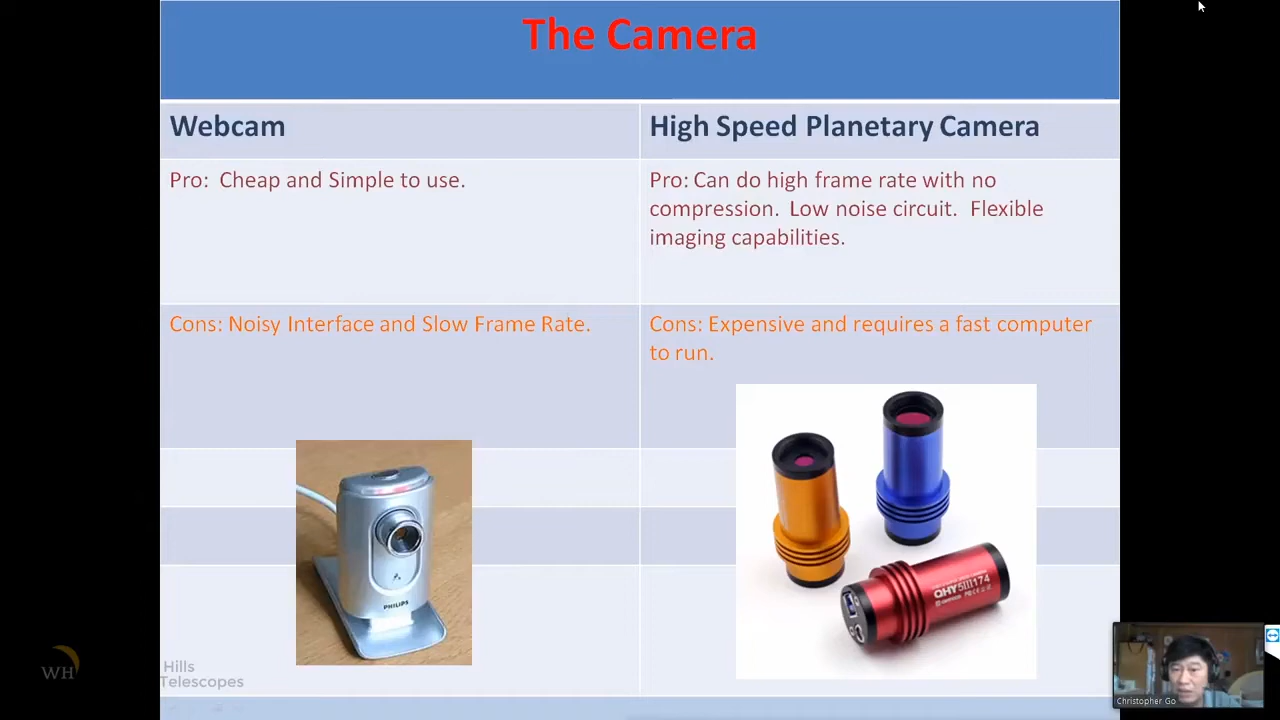 The Camera
Webcam
High Speed Planetary Camera
Pro:  Cheap and Simple to use.
Pro: Can do high frame rate with no
compression.  Low noise circuit.  Flexible
imaging capabilities.
Cons: Noisy Interface and Slow Frame Rate.
Cons: Expensive and requires a fast computer
to run.
PHILIPS
QHY5III174
WH
Hills
Telescopes
Christopher Go